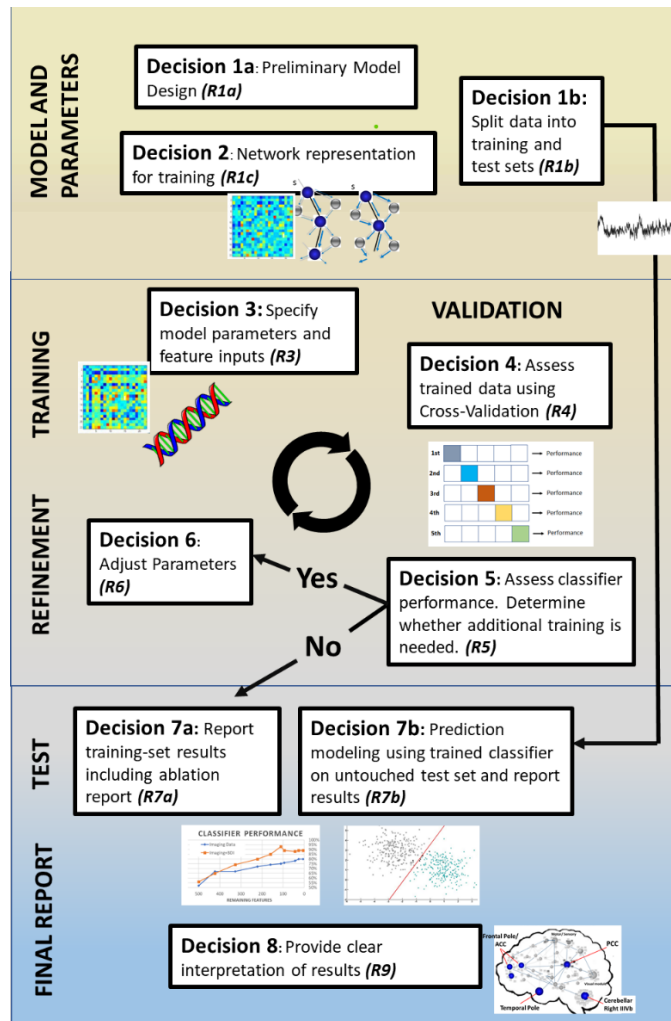 MODEL AND
PARAMETERS
Decision 1a: Preliminary Model
Design (R1a)
Decision 1b:
Split data into
training and
test sets (R1b)
Decision 2: Network representation
for training (R1c)
S
S
TRAINING
Decision 3: Specify
model parameters and
feature inputs (R3)
VALIDATION
Decision 4: Assess
trained data using
Cross-Validation (R4)
1st
Performance
2nd
Performance
3rd
Performance
4th
Performance
5th
Performance
REFINEMENT
Decision 6:
Adjust Parameters
(R6)
Yes
No
Decision 5: Assess classifier
performance. Determine
whether additional training is
needed. (R5)
TEST
Decision 7a: Report
training-set results
including ablation
report (R7a)
Decision 7b: Prediction
modeling using trained classifier
on untouched test set and report
results (R7b)
FINAL REPORT
CLASSIFIER PERFORMANCE
500 400 300 200 100 0
REMAINING FEATURES
Decision 8: Provide clear
interpretation of results (R9)
Frontal Pole/
ACC
PCC
Temporal Pole
Cerebellar
Right IIIVb